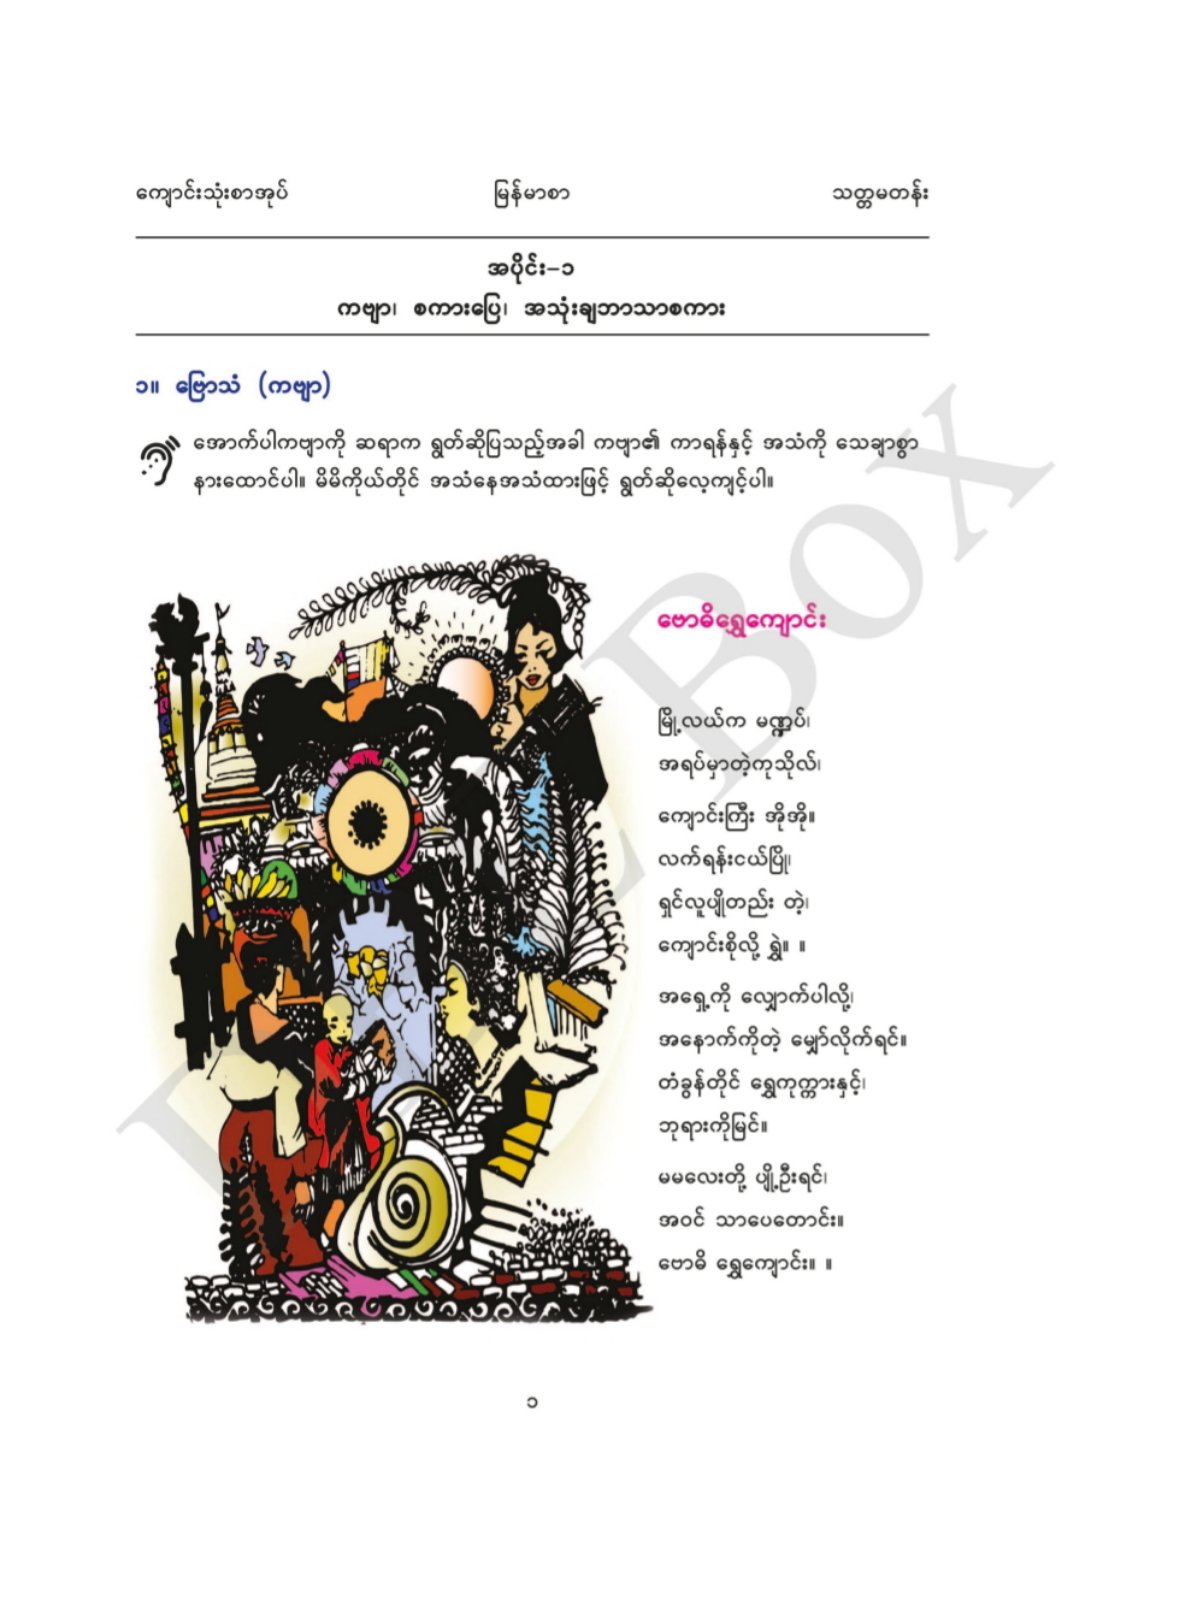 ကျောင်းသုံးစာအုပ် မြန်မာစာ သတ္တမတန်း
အပိုင်း-၁
ကဗျာ၊ စကားပြေ၊ အသုံးချဘာသာစကား
၁။ ဗြောသံ (ကဗျာ)
အောက်ပါကဗျာကို ဆရာက ရွတ်ဆိုပြသည့်အခါ ကဗျာ၏ ကာရန်နှင့် အသံကို သေချာစွာ
နားထောင်ပါ။ မိမိကိုယ်တိုင် အသံနေအသံထားဖြင့် ရွတ်ဆိုလေ့ကျင့်ပါ။
ဗောဓိရွှေကျောင်း
မြို့လယ်က မဏ္ဍပ်၊
အရပ်မှာတဲ့ကုသိုလ်၊
ကျောင်းကြီး အိုအို။
လက်ရန်းငယ်ပြို၊
ရှင်လူပျိုတည်း တဲ့၊
ကျောင်းစိုလို့ ရွှဲ။ ။
အရှေ့ကို လျှောက်ပါလို့၊
အနောက်ကိုတဲ့ မျှော်လိုက်ရင်။
တံခွန်တိုင် ရွှေကုက္ကားနှင့်၊
ဘုရားကိုမြင်။
မမလေးတို့ ပျို့ဦးရင်၊
အဝင် သာပေတောင်း။
ဗောဓိ ရွှေကျောင်း။ ။
၁
Box